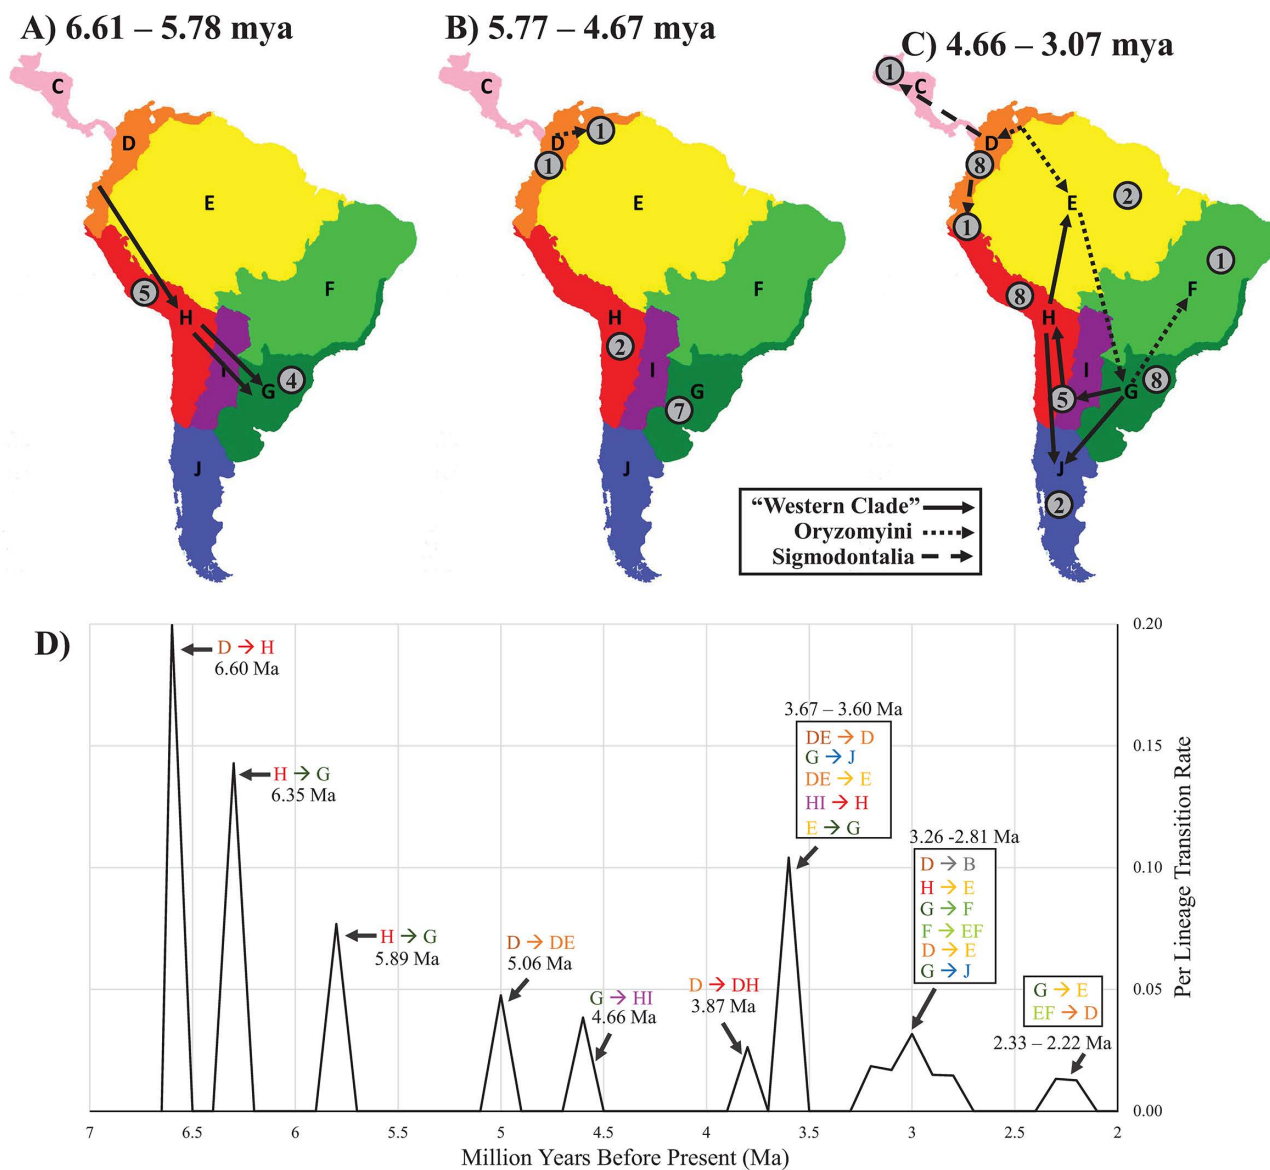 A) 6.61 – 5.78 mya
B) 5.77 – 4.67 mya
C) 4.66 – 3.07 mya
C
D
E
F
5
H
I
G
4
J
C
D
1
1
E
F
H
2
I
G
7
J
1
C
D
8
1
E
2
1
F
8
H
I
5
G
8
J
2
“Western Clade”
Oryzomyini
Sigmodontalia
D)
D → H
6.60 Ma
H → G
6.35 Ma
H → G
5.89 Ma
D → DE
5.06 Ma
G → HI
4.66 Ma
D → DH
3.87 Ma
3.67 – 3.60 Ma
DE → D
G → J
DE → E
HI → H
E → G
3.26 -2.81 Ma
D → B
H → E
G → F
F → EF
D → E
G → J
G → E
EF → D
2.33 – 2.22 Ma
0.20
0.15
0.10
0.05
0.00
Per Lineage Transition Rate
7 6.5 6 5.5 5 4.5 4 3.5 3 2.5 2
Million Years Before Present (Ma)